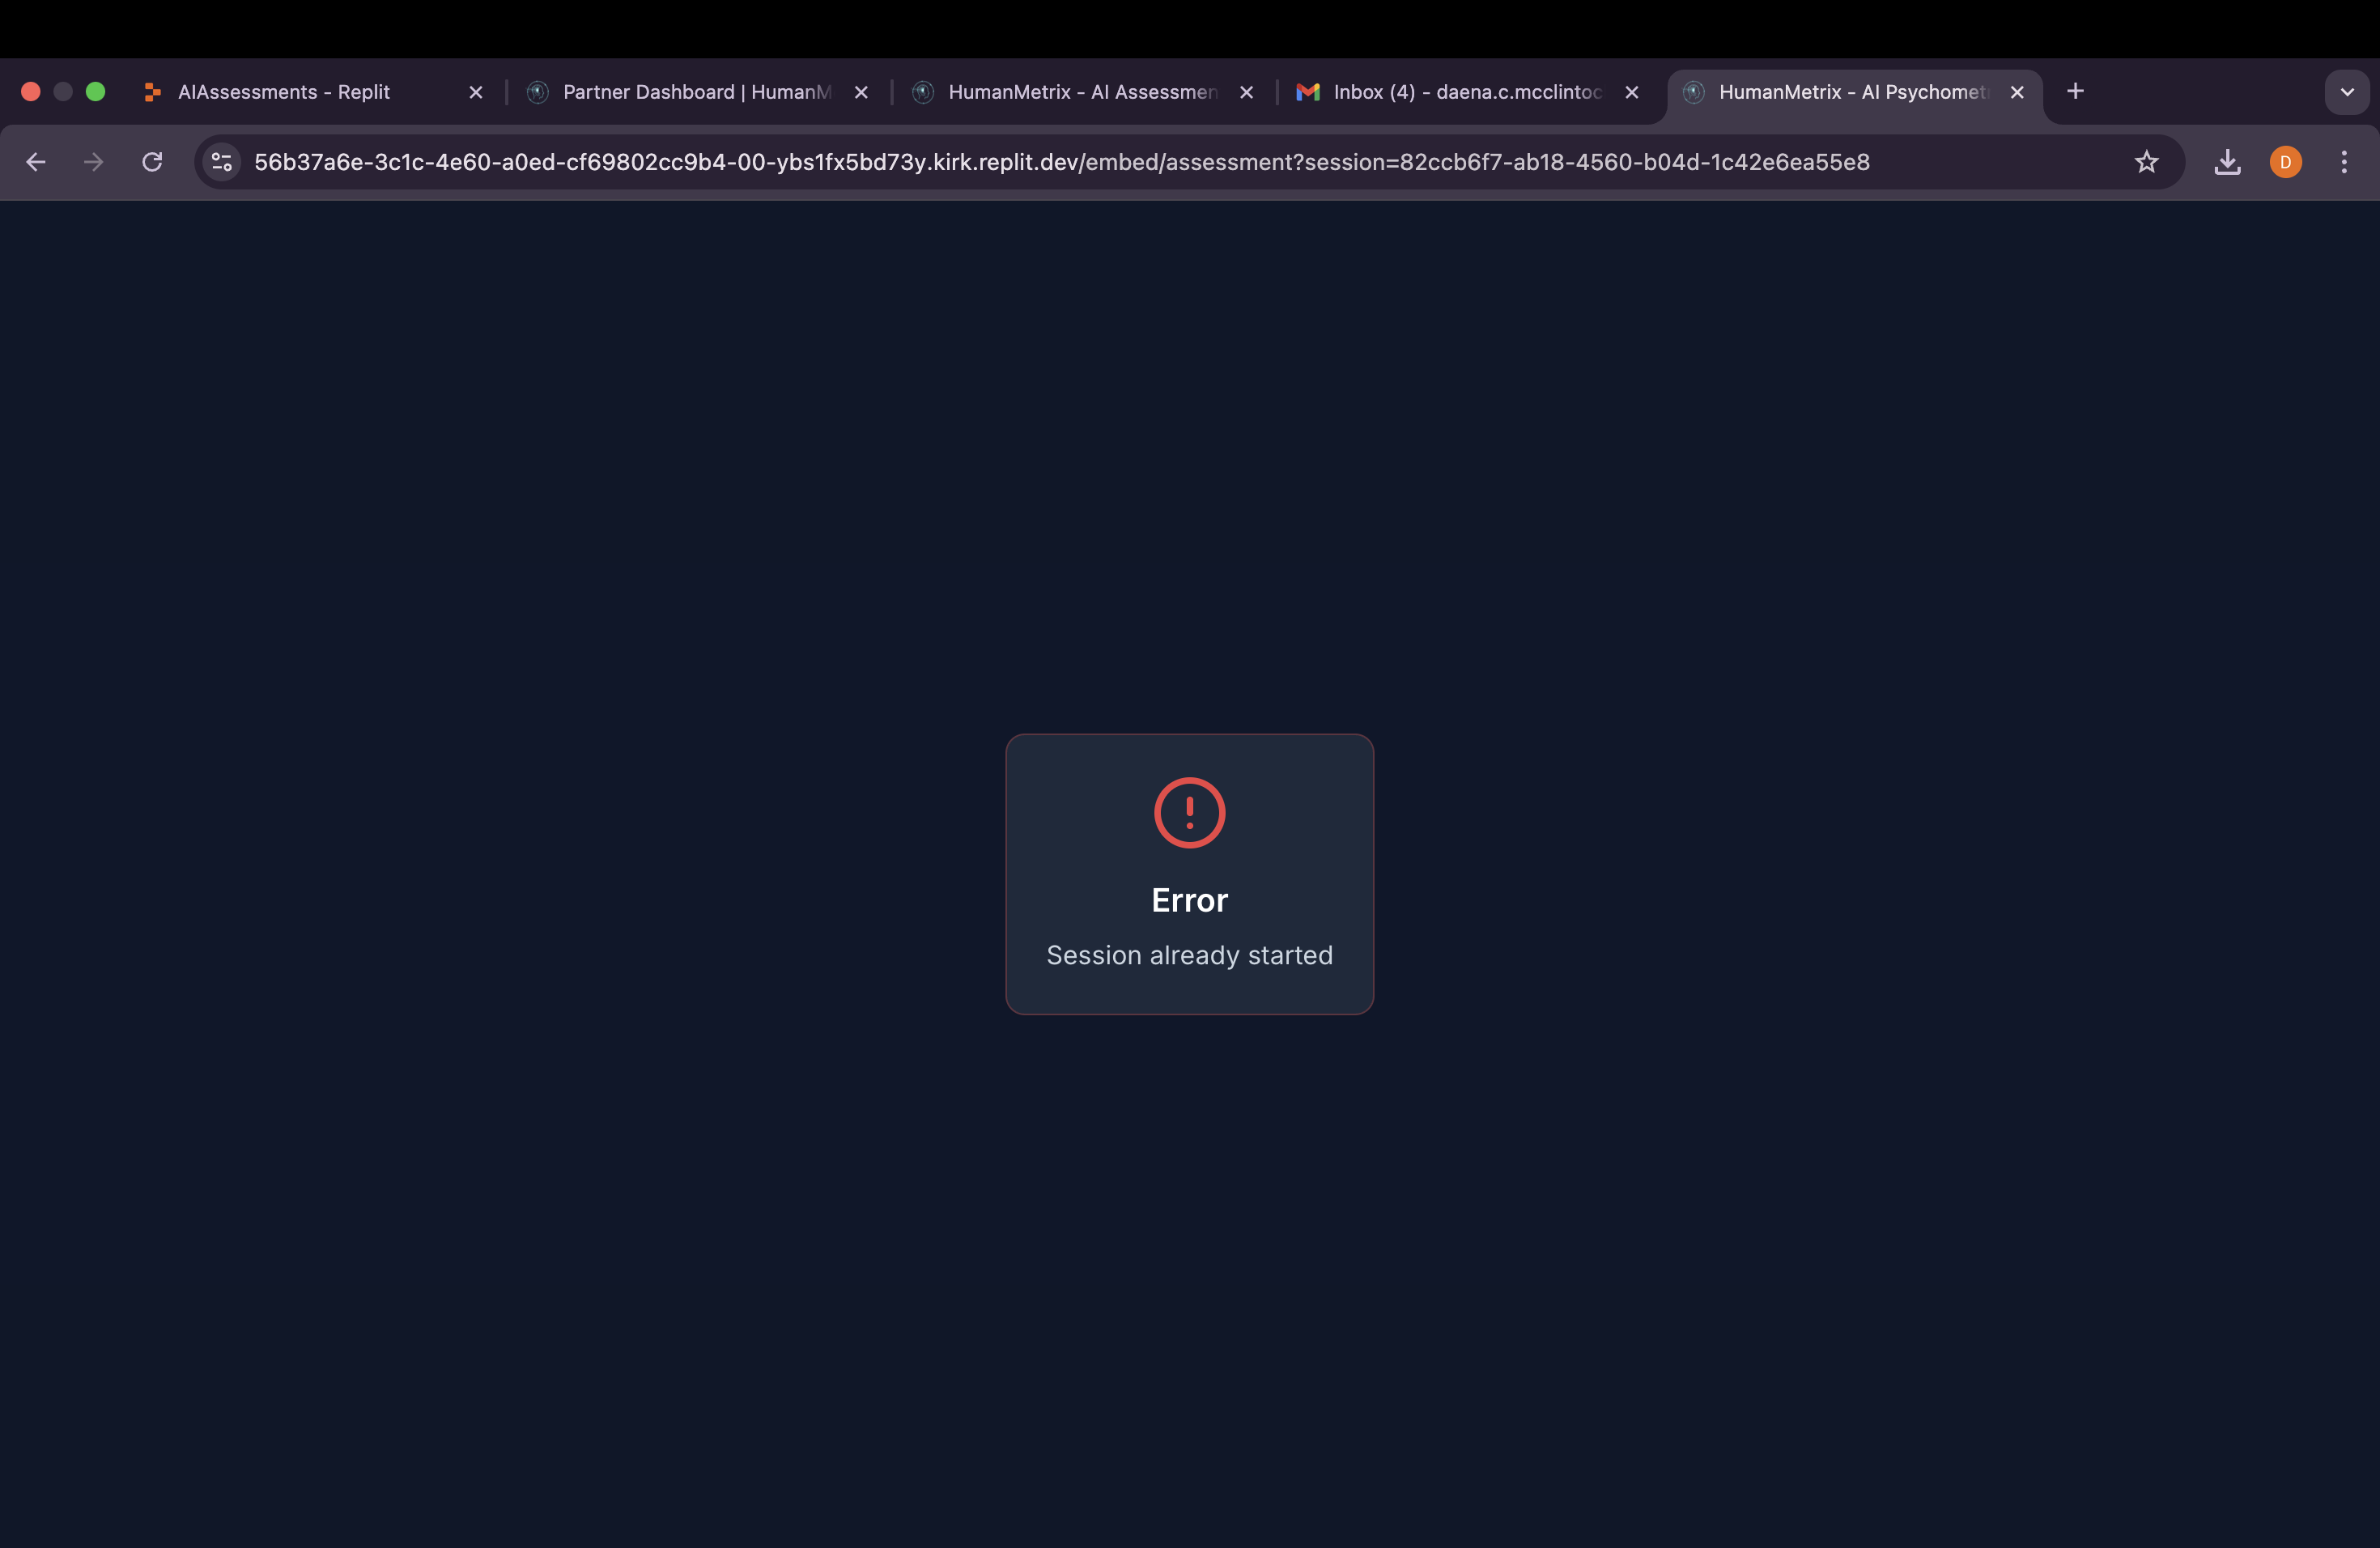 AIAssessments - Replit
Partner Dashboard | HumanM
HumanMetrix - AI Assessmen
Inbox (4) - daena.c.mcclintoc
HumanMetrix - AI Psychomet
56b37a6e-3c1c-4e60-a0ed-cf69802cc9b4-00-ybs1fx5bd73y.kirk.replit.dev/embed/assessment?session=82ccb6f7-ab18-4560-b04d-1c42e6ea55e8
D
Error
Session already started